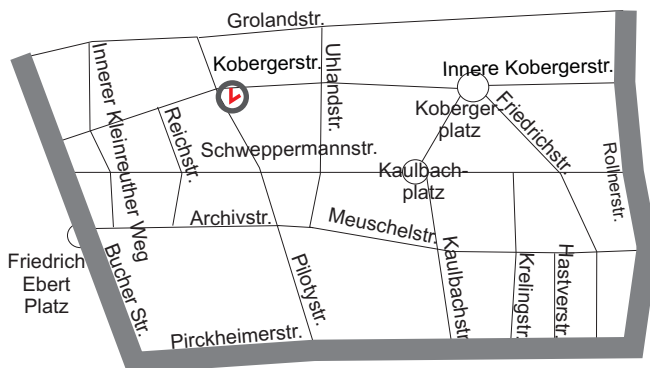 Grolandstr.
Kobergerstr.
Uhlandstr.
Innere Kobergerstr.
Innerer Kleinreuther Weg
Reichstr.
Koberger-
platz
Friedrichstr.
Schweppermannstr.
Kaulbach-
platz
Rollnerstr.
Archivstr.
Meuschelstr.
Friedrich
Ebert
Platz
Bucher Str.
Pilotystr.
Kaulbachstr.
Krelingstr.
Hastverstr.
Pirckheimerstr.